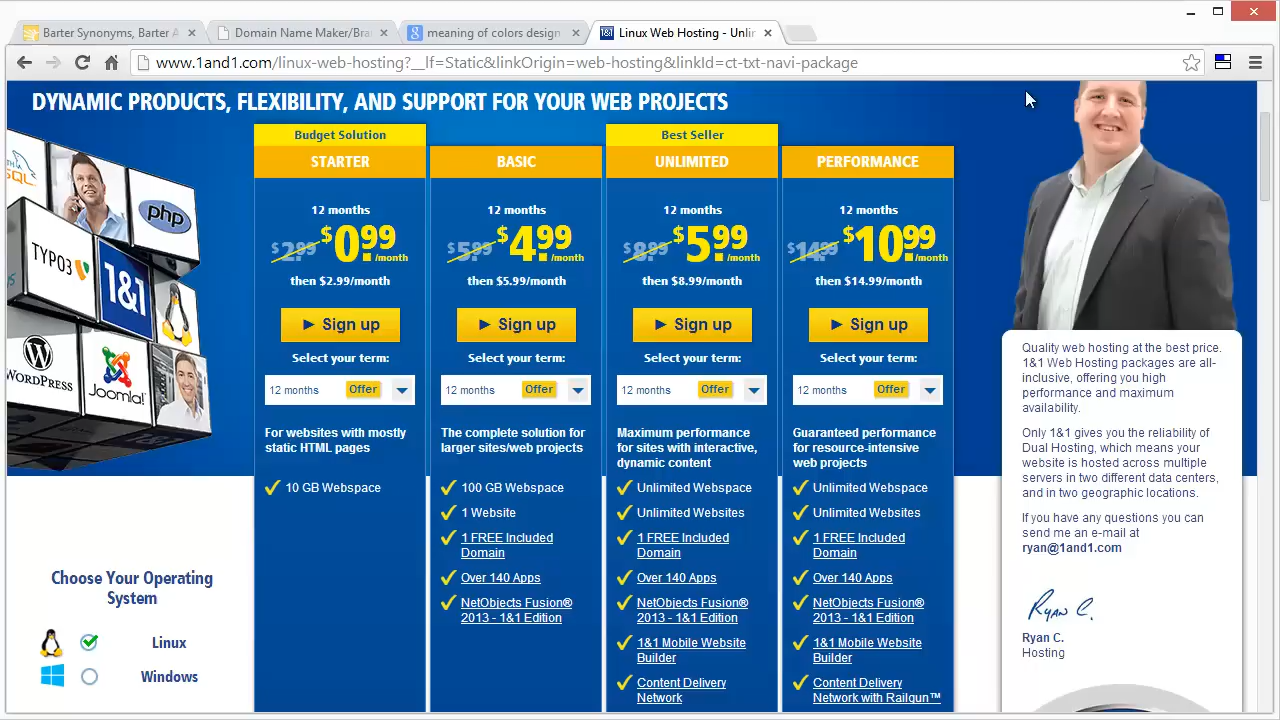 Barter Synonyms, Barter A
Domain Name Maker/Bra
meaning of colors design
Linux Web Hosting - Unlin
www.1and1.com/linux-web-hosting?__lf=Static&linkOrigin=web-hosting&linkId=ct-txt-navi-package
DYNAMIC PRODUCTS, FLEXIBILITY, AND SUPPORT FOR YOUR WEB PROJECTS
SQL
php
TYPO3
1&1
WORDPRESS
Joomla!
Budget Solution
STARTER
12 months
$2.99 $0.99 /month
then $2.99/month
Sign up
Select your term:
12 months Offer
For websites with mostly
static HTML pages
10 GB Webspace
BASIC
12 months
$5.99 $4.99 /month
then $5.99/month
Sign up
Select your term:
12 months Offer
The complete solution for
larger sites/web projects
100 GB Webspace
1 Website
1 FREE Included
Domain
Over 140 Apps
NetObjects Fusion®
2013 - 1&1 Edition
Best Seller
UNLIMITED
12 months
$8.99 $5.99 /month
then $8.99/month
Sign up
Select your term:
12 months Offer
Maximum performance
for sites with interactive,
dynamic content
Unlimited Webspace
Unlimited Websites
1 FREE Included
Domain
Over 140 Apps
NetObjects Fusion®
2013 - 1&1 Edition
1&1 Mobile Website
Builder
Content Delivery
Network
PERFORMANCE
12 months
$14.99 $10.99 /month
then $14.99/month
Sign up
Select your term:
12 months Offer
Guaranteed performance
for resource-intensive
web projects
Unlimited Webspace
Unlimited Websites
1 FREE Included
Domain
Over 140 Apps
NetObjects Fusion®
2013 - 1&1 Edition
1&1 Mobile Website
Builder
Content Delivery
Network with Railgun™
Choose Your Operating
System
Linux
Windows
Quality web hosting at the best price.
1&1 Web Hosting packages are all-
inclusive, offering you high
performance and maximum
availability.
Only 1&1 gives you the reliability of
Dual Hosting, which means your
website is hosted across multiple
servers in two different data centers,
and in two geographic locations.
If you have any questions you can
send me an e-mail at
ryan@1and1.com
Ryan C.
Ryan C.
Hosting